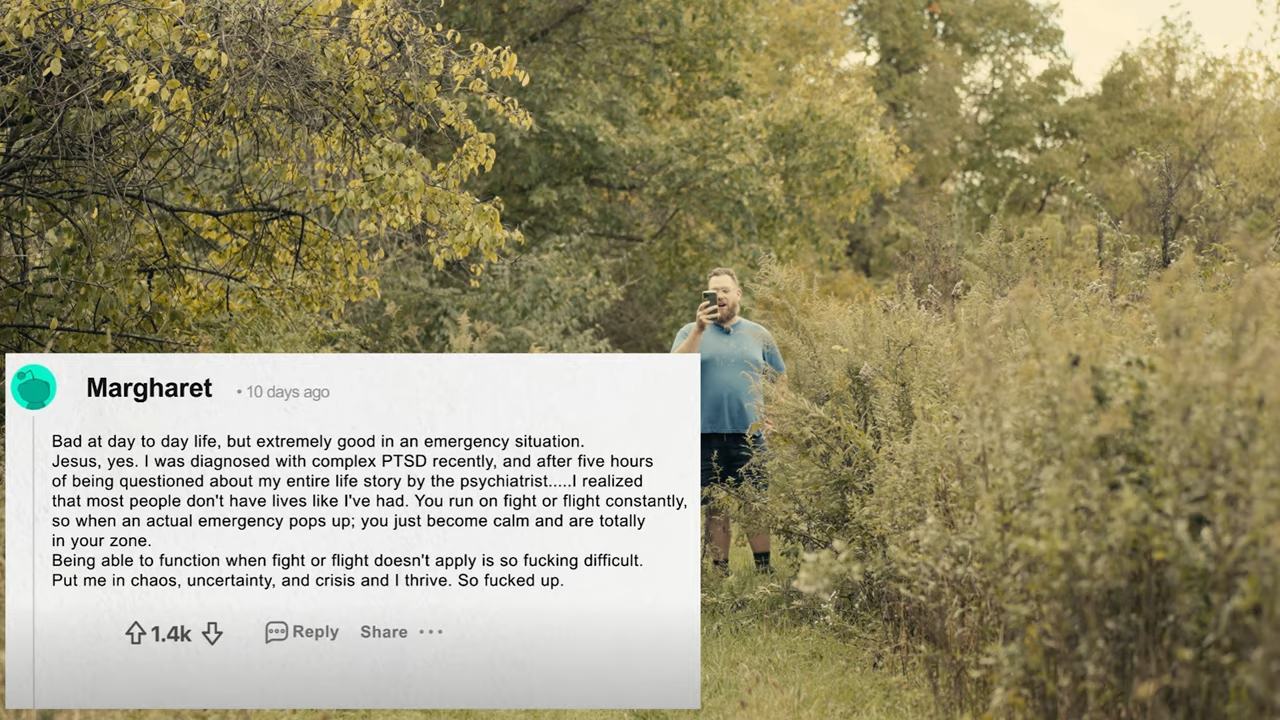 Margharet • 10 days ago
Bad at day to day life, but extremely good in an emergency situation.
Jesus, yes. I was diagnosed with complex PTSD recently, and after five hours
of being questioned about my entire life story by the psychiatrist.....I realized
that most people don't have lives like I've had. You run on fight or flight constantly,
so when an actual emergency pops up; you just become calm and are totally
in your zone.
Being able to function when fight or flight doesn't apply is so fucking difficult.
Put me in chaos, uncertainty, and crisis and I thrive. So fucked up.
1.4k Reply Share •••